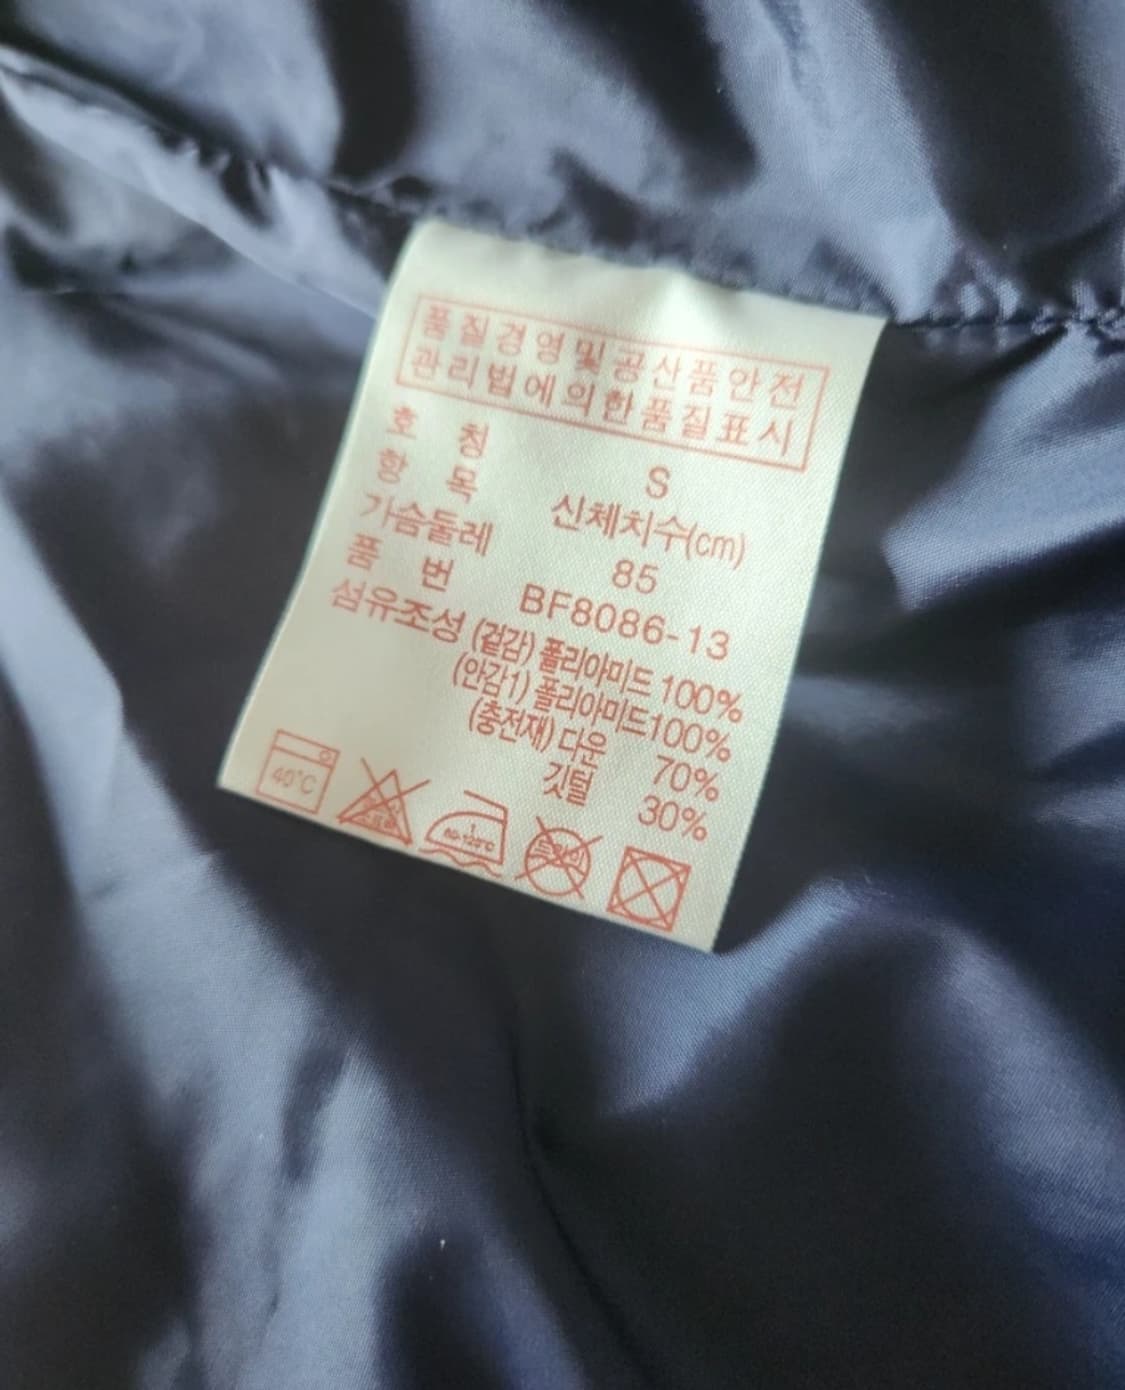 품질경영및공산품안전
관리법에의한품질표시
호 칭 S
항 목 신체치수(cm)
가슴둘레 85
품 번 BF8086-13
섬유조성 (겉감) 폴리아미드 100%
(안감1) 폴리아미드100%
(충전재) 다운 70%
깃털 30%
40°C
드라이